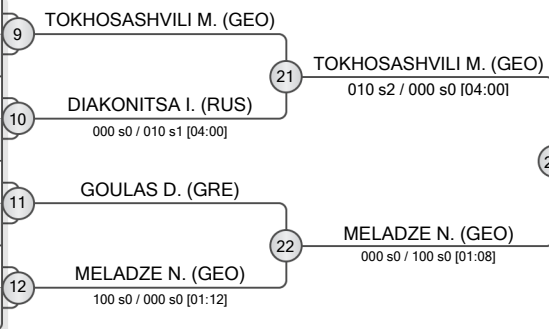 TOKHOSASHVILI M. (GEO)
9
21
TOKHOSASHVILI M. (GEO)
010 s2 / 000 s0 [04:00]
DIAKONITSA I. (RUS)
10
000 s0 / 010 s1 [04:00]
GOULAS D. (GRE)
11
22
MELADZE N. (GEO)
000 s0 / 100 s0 [01:08]
MELADZE N. (GEO)
12
100 s0 / 000 s0 [01:12]